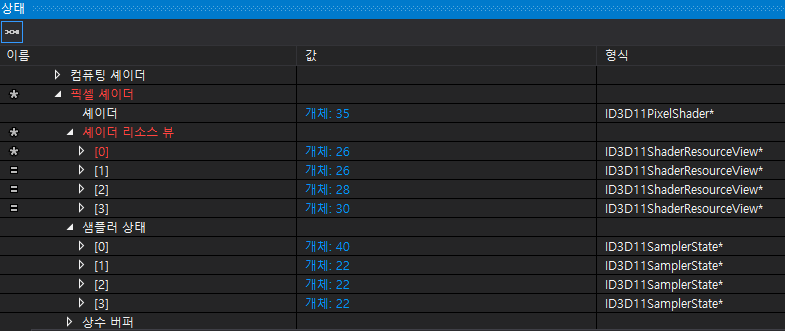 상태
이름 값 형식
컴퓨팅 셰이더
* 픽셀 셰이더
셰이더 개체: 35 ID3D11PixelShader*
* 셰이더 리소스 뷰
* [0] 개체: 26 ID3D11ShaderResourceView*
= [1] 개체: 26 ID3D11ShaderResourceView*
= [2] 개체: 28 ID3D11ShaderResourceView*
= [3] 개체: 30 ID3D11ShaderResourceView*
샘플러 상태
[0] 개체: 40 ID3D11SamplerState*
[1] 개체: 22 ID3D11SamplerState*
[2] 개체: 22 ID3D11SamplerState*
[3] 개체: 22 ID3D11SamplerState*
상수 버퍼